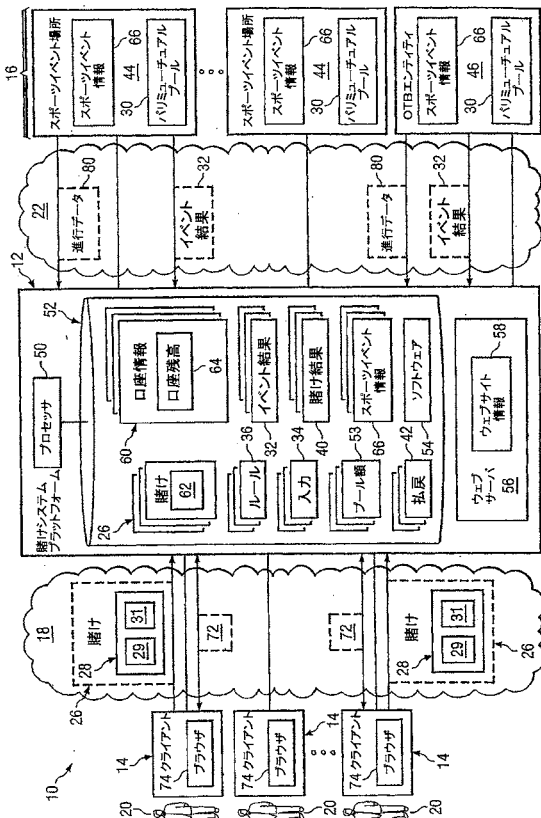 10
18
12
22
16
賭けシステム
プラットフォーム
プロセッサ
50
52
賭け
28
29
31
26
74 クライアント
ブラウザ
14
20
72
74 クライアント
ブラウザ
14
20
72
74 クライアント
ブラウザ
14
20
賭け
28
29
31
26
賭け
62
26
口座情報
口座残高
64
60
ルール
36
イベント結果
32
入力
34
賭け結果
40
プール額
53
スポーツイベント
情報
66
払戻
42
ソフトウェア
54
ウェブ
サーバ
56
ウェブサイト
情報
58
進行データ
80
イベント
結果
32
進行データ
80
イベント
結果
32
スポーツイベント場所
スポーツイベント
情報
66
44
30
パリミューチュアル
プール
スポーツイベント場所
スポーツイベント
情報
66
44
30
パリミューチュアル
プール
OTBエンティティ
スポーツイベント
情報
66
46
30
パリミューチュアル
プール